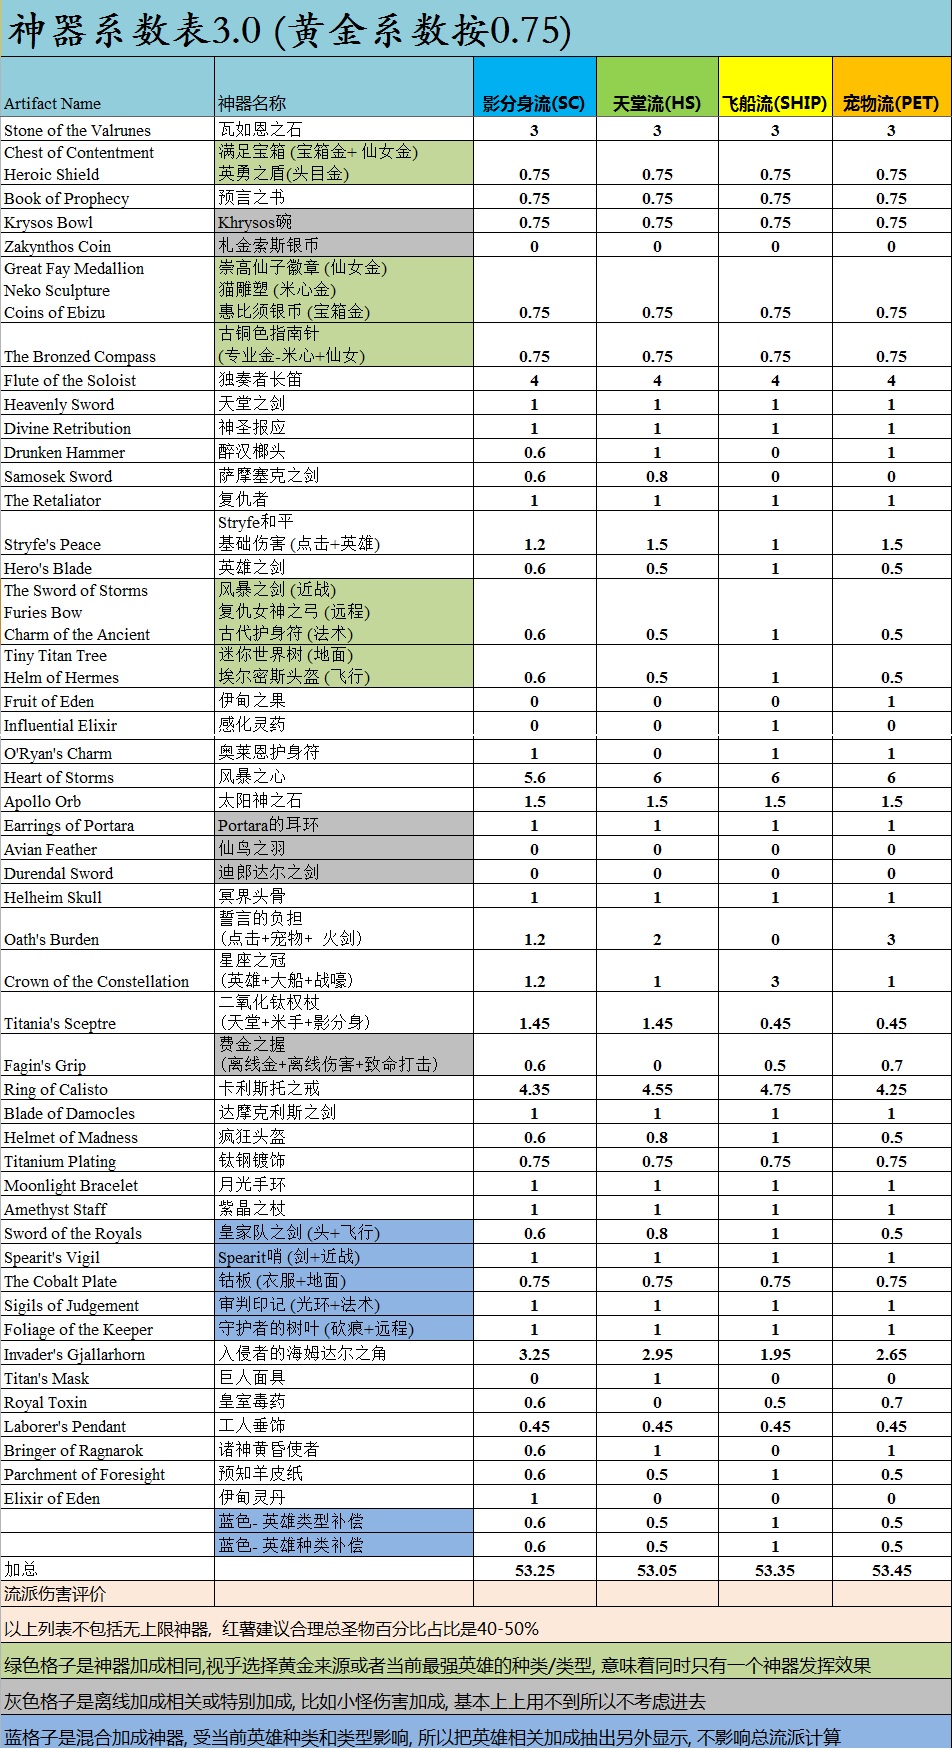 神器系数表3.0 (黄金系数按0.75)
Artifact Name 神器名称 影分身流(SC) 天堂流(HS) 飞船流(SHIP) 宠物流(PET)
Stone of the Valrunes 瓦如恩之石 3 3 3 3
Chest of Contentment 满足宝箱 (宝箱金+ 仙女金)
Heroic Shield 英勇之盾(头目金) 0.75 0.75 0.75 0.75
Book of Prophecy 预言之书 0.75 0.75 0.75 0.75
Krysos Bowl Khrysos碗 0.75 0.75 0.75 0.75
Zakynthos Coin 札金索斯银币 0 0 0 0
Great Fay Medallion 崇高仙子徽章 (仙女金)
Neko Sculpture 猫雕塑 (米心金)
Coins of Ebizu 惠比须银币 (宝箱金) 0.75 0.75 0.75 0.75
古铜色指南针
The Bronzed Compass (专业金-米心+仙女) 0.75 0.75 0.75 0.75
Flute of the Soloist 独奏者长笛 4 4 4 4
Heavenly Sword 天堂之剑 1 1 1 1
Divine Retribution 神圣报应 1 1 1 1
Drunken Hammer 醉汉榔头 0.6 1 0 1
Samosek Sword 萨摩塞克之剑 0.6 0.8 0 0
The Retaliator 复仇者 1 1 1 1
Stryfe和平
Stryfe's Peace 基础伤害 (点击+英雄) 1.2 1.5 1 1.5
Hero's Blade 英雄之剑 0.6 0.5 1 0.5
The Sword of Storms 风暴之剑 (近战)
Furies Bow 复仇女神之弓 (远程)
Charm of the Ancient 古代护身符 (法术) 0.6 0.5 1 0.5
Tiny Titan Tree 迷你世界树 (地面)
Helm of Hermes 埃尔密斯头盔 (飞行) 0.6 0.5 1 0.5
Fruit of Eden 伊甸之果 0 0 0 1
Influential Elixir 感化灵药 0 0 1 0
O'Ryan's Charm 奥莱恩护身符 1 0 1 1
Heart of Storms 风暴之心 5.6 6 6 6
Apollo Orb 太阳神之石 1.5 1.5 1.5 1.5
Earrings of Portara Portara的耳环 1 1 1 1
Avian Feather 仙鸟之羽 0 0 0 0
Durendal Sword 迪郎达尔之剑 0 0 0 0
Helheim Skull 冥界头骨 1 1 1 1
誓言的负担
Oath's Burden (点击+宠物+ 火剑) 1.2 2 0 3
星座之冠
Crown of the Constellation (英雄+大船+战嚎) 1.2 1 3 1
二氧化钛权杖
Titania's Sceptre (天堂+米手+影分身) 1.45 1.45 0.45 0.45
费金之握
Fagin's Grip (离线金+离线伤害+致命打击) 0.6 0 0.5 0.7
Ring of Calisto 卡利斯托之戒 4.35 4.55 4.75 4.25
Blade of Damocles 达摩克利斯之剑 1 1 1 1
Helmet of Madness 疯狂头盔 0.6 0.8 1 0.5
Titanium Plating 钛钢镀饰 0.75 0.75 0.75 0.75
Moonlight Bracelet 月光手环 1 1 1 1
Amethyst Staff 紫晶之杖 1 1 1 1
Sword of the Royals 皇家队之剑 (头+飞行) 0.6 0.8 1 0.5
Spearit's Vigil Spearit哨 (剑+近战) 1 1 1 1
The Cobalt Plate 钴板 (衣服+地面) 0.75 0.75 0.75 0.75
Sigils of Judgement 审判印记 (光环+法术) 1 1 1 1
Foliage of the Keeper 守护者的树叶 (砍痕+远程) 1 1 1 1
Invader's Gjallarhorn 入侵者的海姆达尔之角 3.25 2.95 1.95 2.65
Titan's Mask 巨人面具 0 1 0 0
Royal Toxin 皇室毒药 0.6 0 0.5 0.7
Laborer's Pendant 工人垂饰 0.45 0.45 0.45 0.45
Bringer of Ragnarok 诸神黄昏使者 0.6 1 0 1
Parchment of Foresight 预知羊皮纸 0.6 0.5 1 0.5
Elixir of Eden 伊甸灵丹 1 0 0 0
蓝色- 英雄类型补偿 0.6 0.5 1 0.5
蓝色- 英雄种类补偿 0.6 0.5 1 0.5
加总 53.25 53.05 53.35 53.45
流派伤害评价
以上列表不包括无上限神器, 红薯建议合理总圣物百分比占比是40-50%
绿色格子是神器加成相同,视乎选择黄金来源或者当前最强英雄的种类/类型, 意味着同时只有一个神器发挥效果
灰色格子是离线加成相关或特别加成, 比如小怪伤害加成, 基本上上用不到所以不考虑进去
蓝格子是混合加成神器, 受当前英雄种类和类型影响, 所以把英雄相关加成抽出另外显示, 不影响总流派计算